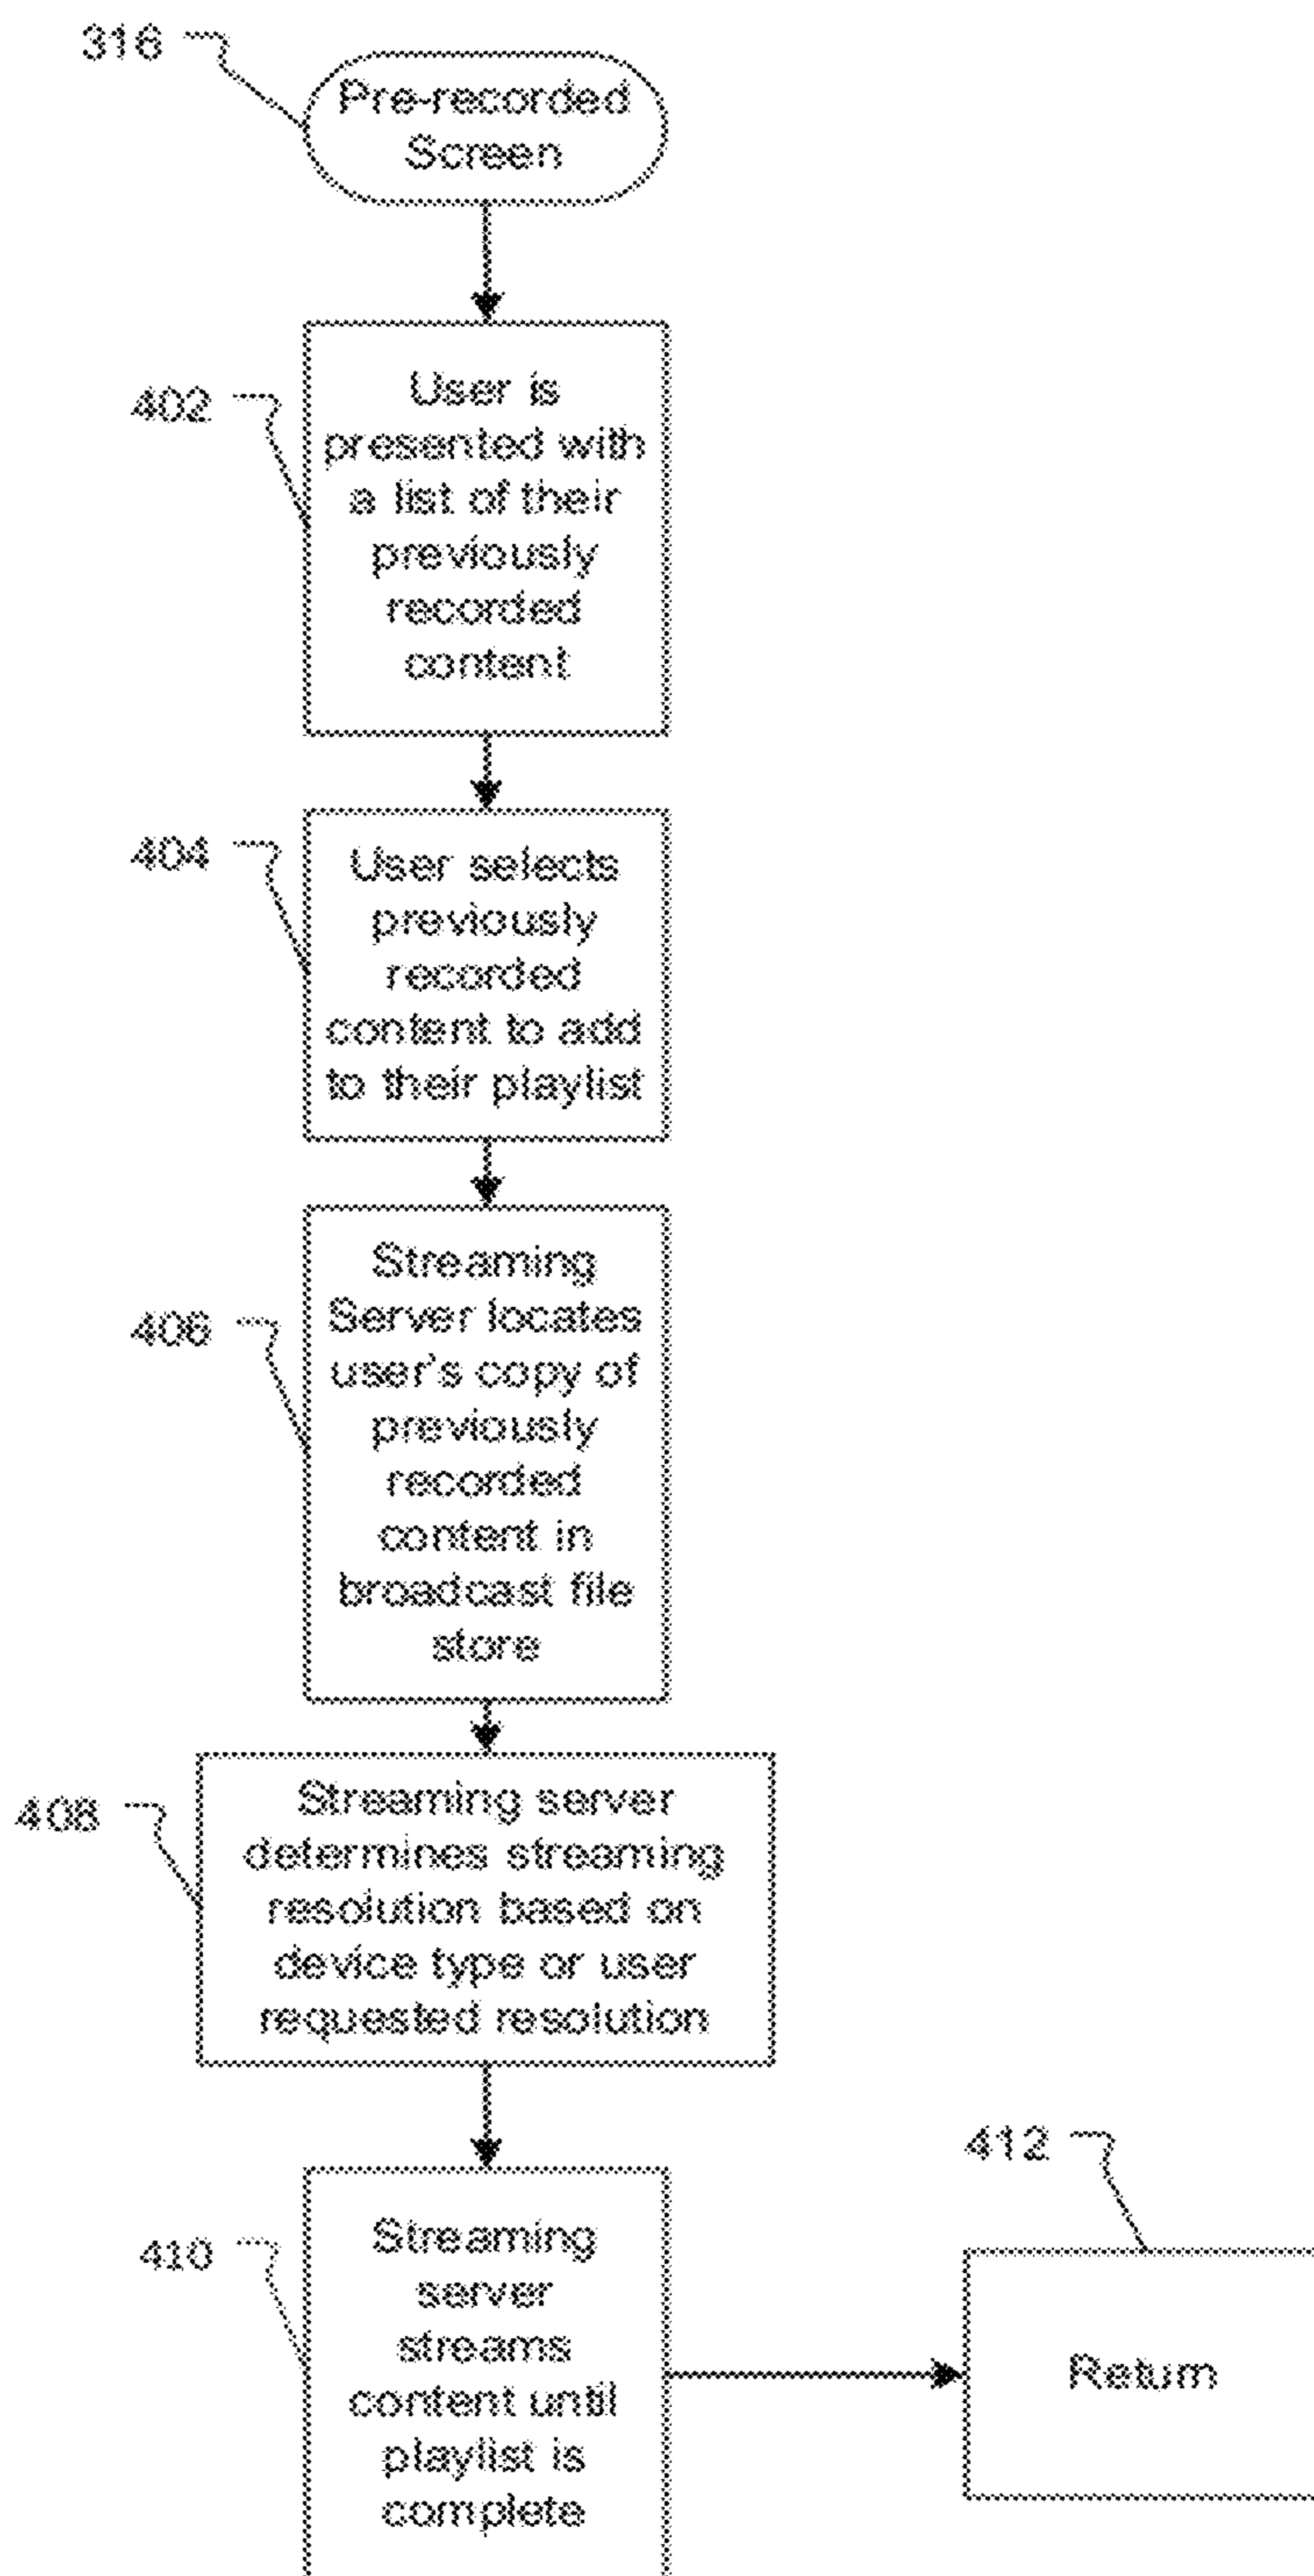 316
Pre-recorded
Screen
402
User is
presented with
a list of their
previously
recorded
content
404
User selects
previously
recorded
content to add
to their playlist
406
Streaming
Server locates
user's copy of
previously
recorded
content in
broadcast file
store
408
Streaming server
determines streaming
resolution based on
device type or user
requested resolution
410
Streaming
server
streams
content until
playlist is
complete
412
Return